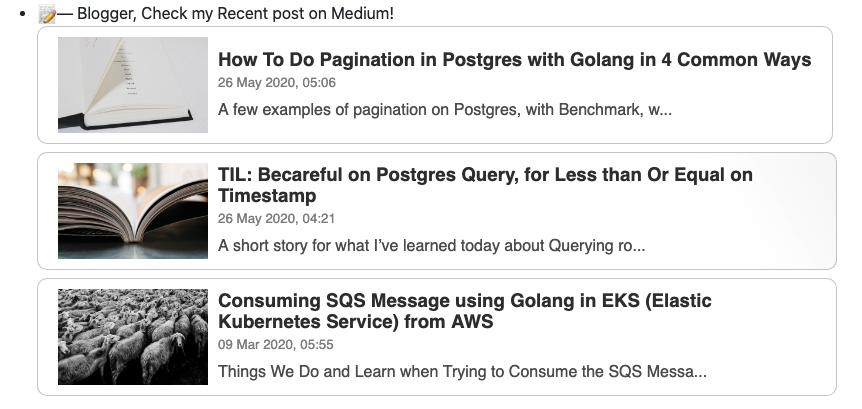 — Blogger, Check my Recent post on Medium!
How To Do Pagination in Postgres with Golang in 4 Common Ways
26 May 2020, 05:06
A few examples of pagination on Postgres, with Benchmark, w...
TIL: Becareful on Postgres Query, for Less than Or Equal on
Timestamp
26 May 2020, 04:21
A short story for what I’ve learned today about Querying ro...
Consuming SQS Message using Golang in EKS (Elastic
Kubernetes Service) from AWS
09 Mar 2020, 05:55
Things We Do and Learn when Trying to Consume the SQS Messa...